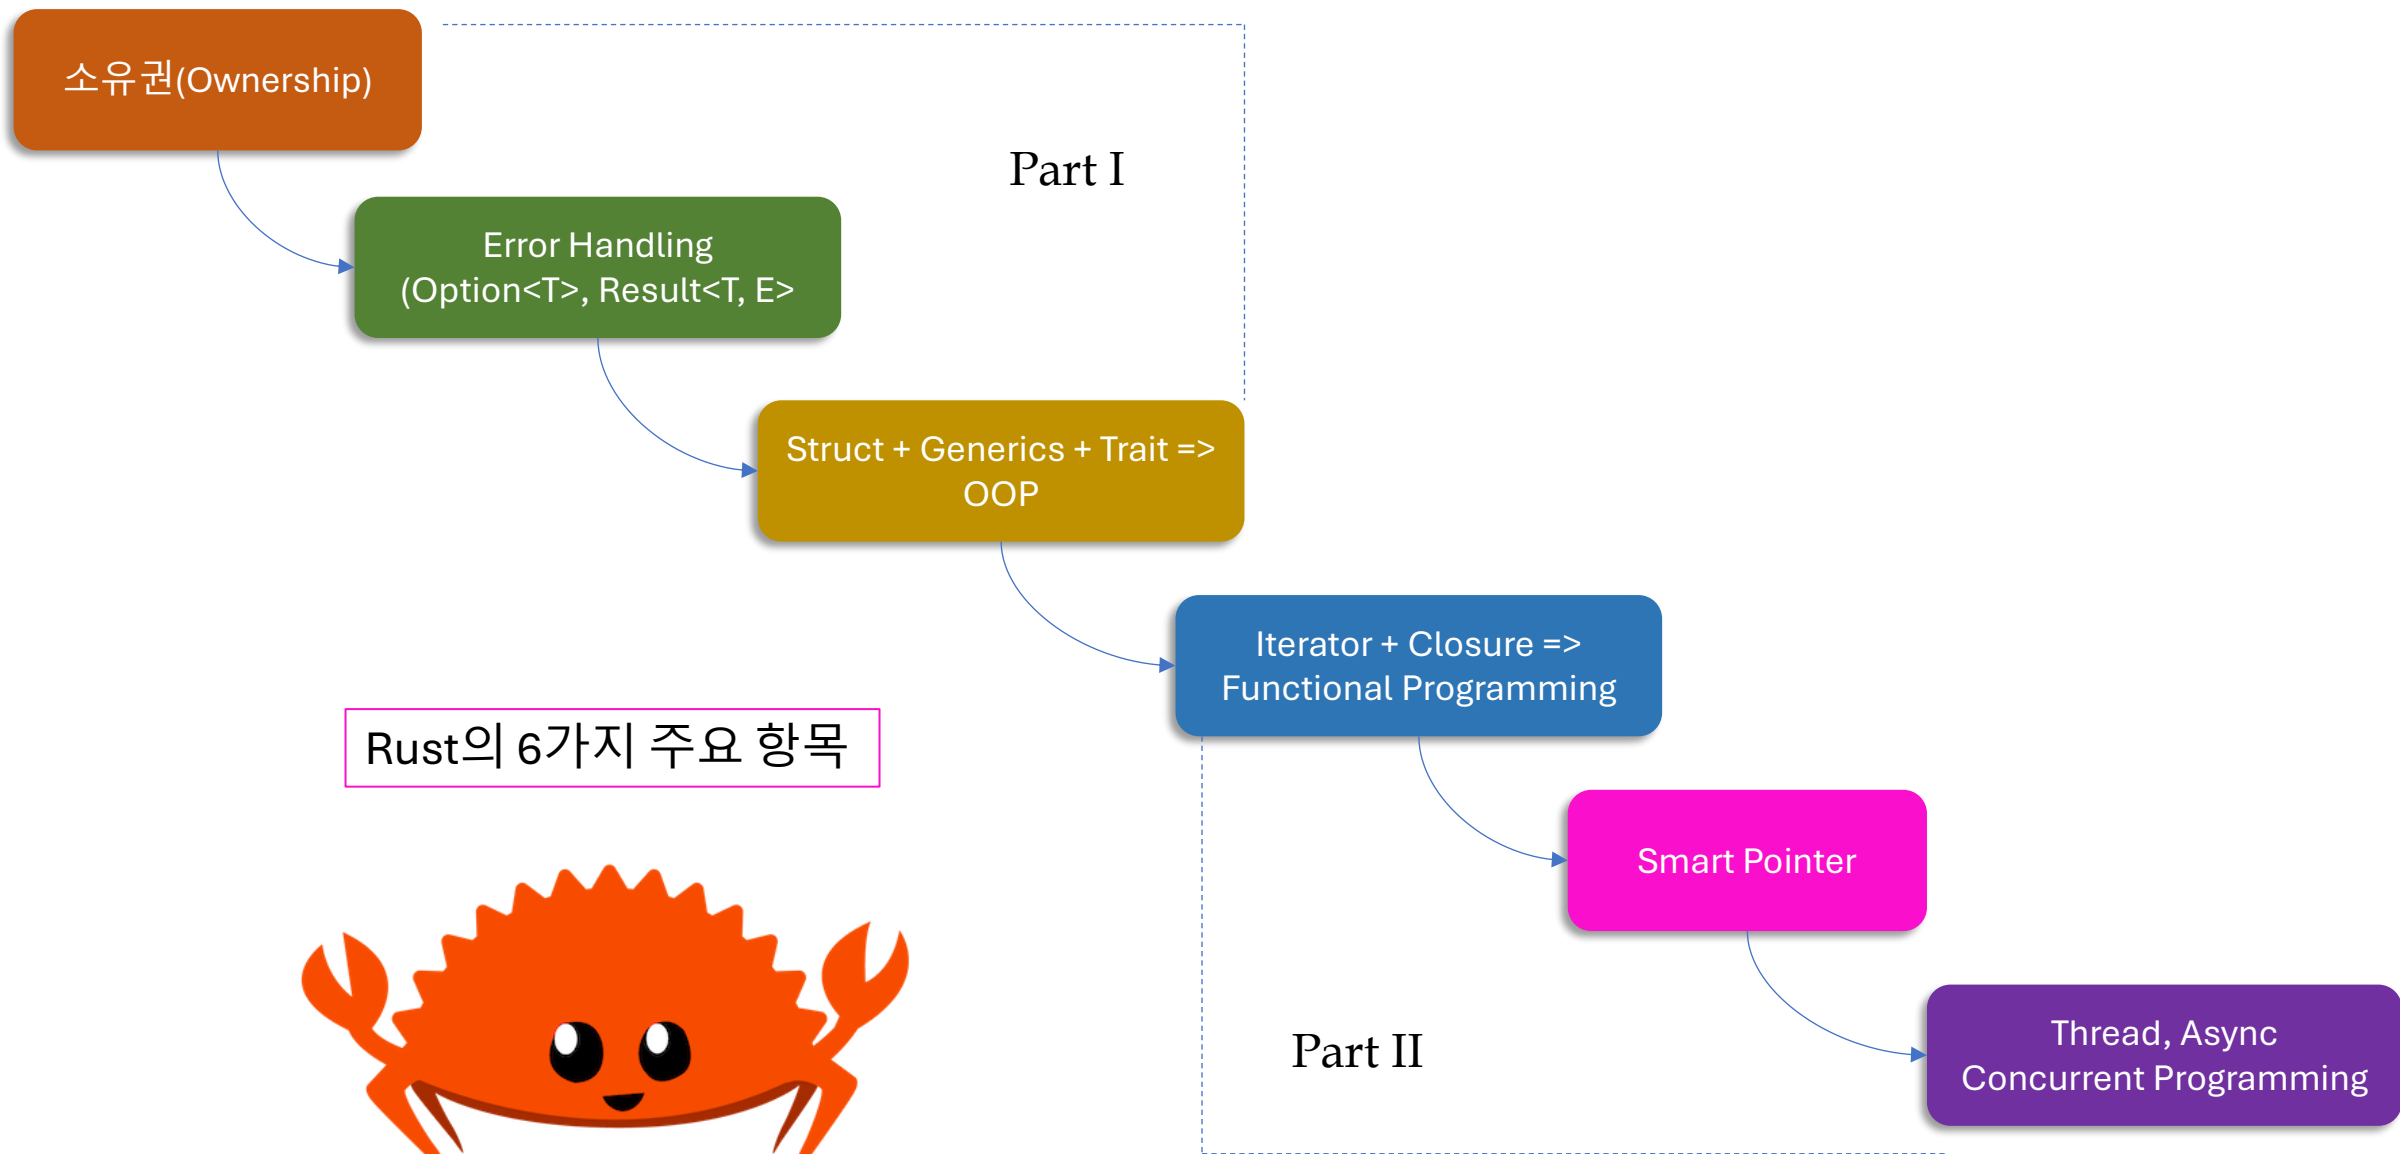 소유권(Ownership)
Part I
Error Handling
(Option<T>, Result<T, E>
Struct + Generics + Trait =>
OOP
Iterator + Closure =>
Functional Programming
Rust의 6가지 주요 항목
Smart Pointer
Part II
Thread, Async
Concurrent Programming